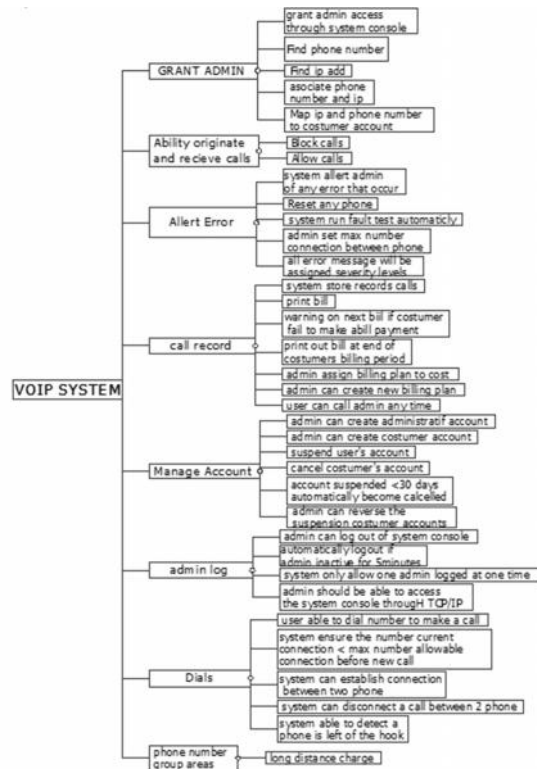 grant admin access
through system console
Find phone number
GRANT ADMIN
Find ip add
asociate phone
number and ip
Map ip and phone number
to costumer account
Ability originate
and recieve calls
Block calls
Allow calls
system allert admin
of any error that occur
Reset any phone
Allert Error
system run fault test automaticly
admin set max number
connection between phone
all error message will be
assigned severity levels
system store records calls
print bill
warning on next bill if costumer
fail to make abill payment
call record
print out bill at end of
costumers billing period
admin assign billing plan to cost
admin can create new billing plan
user can call admin any time
VOIP SYSTEM
admin can create administratif account
admin can create costumer account
suspend user's account
Manage Account
cancel costumer's account
account suspended <30 days
automatically become calcelled
admin can reverse the
suspension costumer accounts
admin can log out of system console
automatically logout if
admin inactive for 5minutes
admin log
system only allow one admin logged at one time
admin should be able to access
the system console througH TCP/IP
user able to dial number to make a call
system ensure the number current
connection < max number allowable
connection before new call
Dials
system can establish connection
between two phone
system can disconnect a call between 2 phone
system able to detect a
phone is left of the hook
phone number
group areas
long distance charge